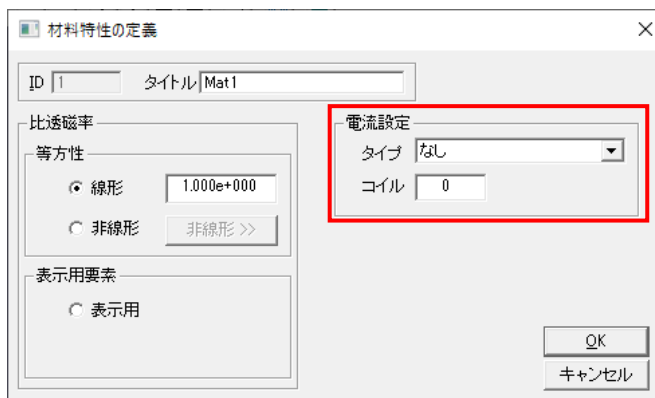 材料特性の定義
ID 1 タイトル Mat1
比透磁率
等方性
線形 1.000e+000
非線形 非線形 >>
表示用要素
表示用
電流設定
タイプ なし
コイル 0
OK
キャンセル